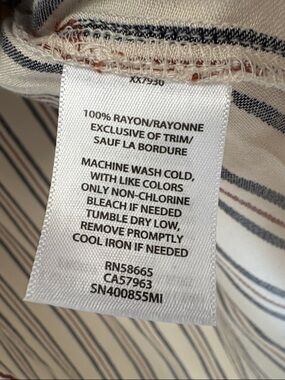 XX7930
100% RAYON/RAYONNE
EXCLUSIVE OF TRIM/
SAUF LA BORDURE
MACHINE WASH COLD,
WITH LIKE COLORS
ONLY NON-CHLORINE
BLEACH IF NEEDED
TUMBLE DRY LOW,
REMOVE PROMPTLY
COOL IRON IF NEEDED
RN58665
CA57963
SN400855MI